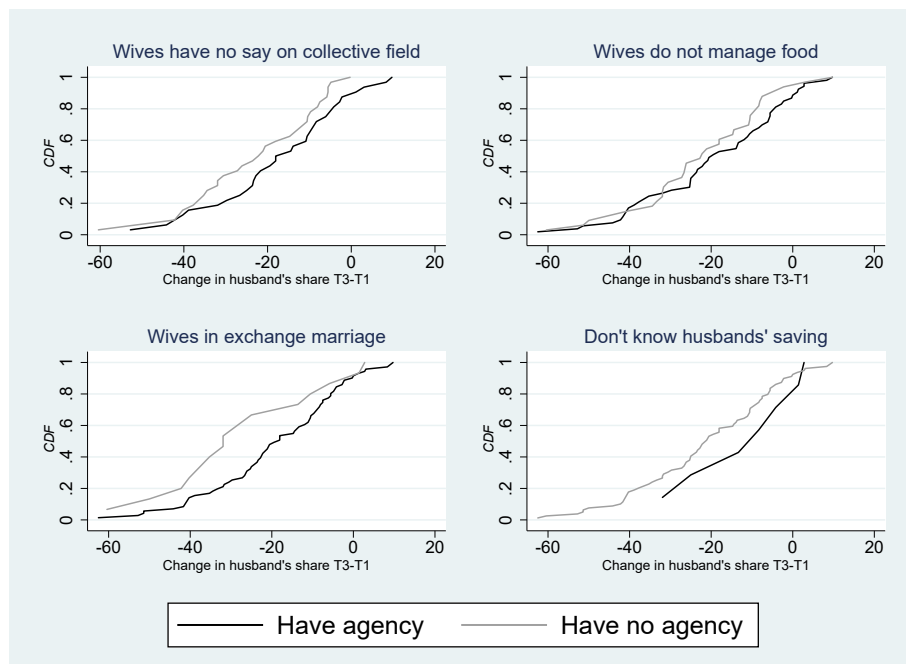 Wives have no say on collective field
Wives do not manage food
CDF
0 .2 .4 .6 .8 1
-60 -40 -20 0 20
Change in husband's share T3-T1
CDF
0 .2 .4 .6 .8 1
-60 -40 -20 0 20
Change in husband's share T3-T1
Wives in exchange marriage
Don't know husbands' saving
CDF
0 .2 .4 .6 .8 1
-60 -40 -20 0 20
Change in husband's share T3-T1
CDF
0 .2 .4 .6 .8 1
-60 -40 -20 0 20
Change in husband's share T3-T1
Have agency
Have no agency